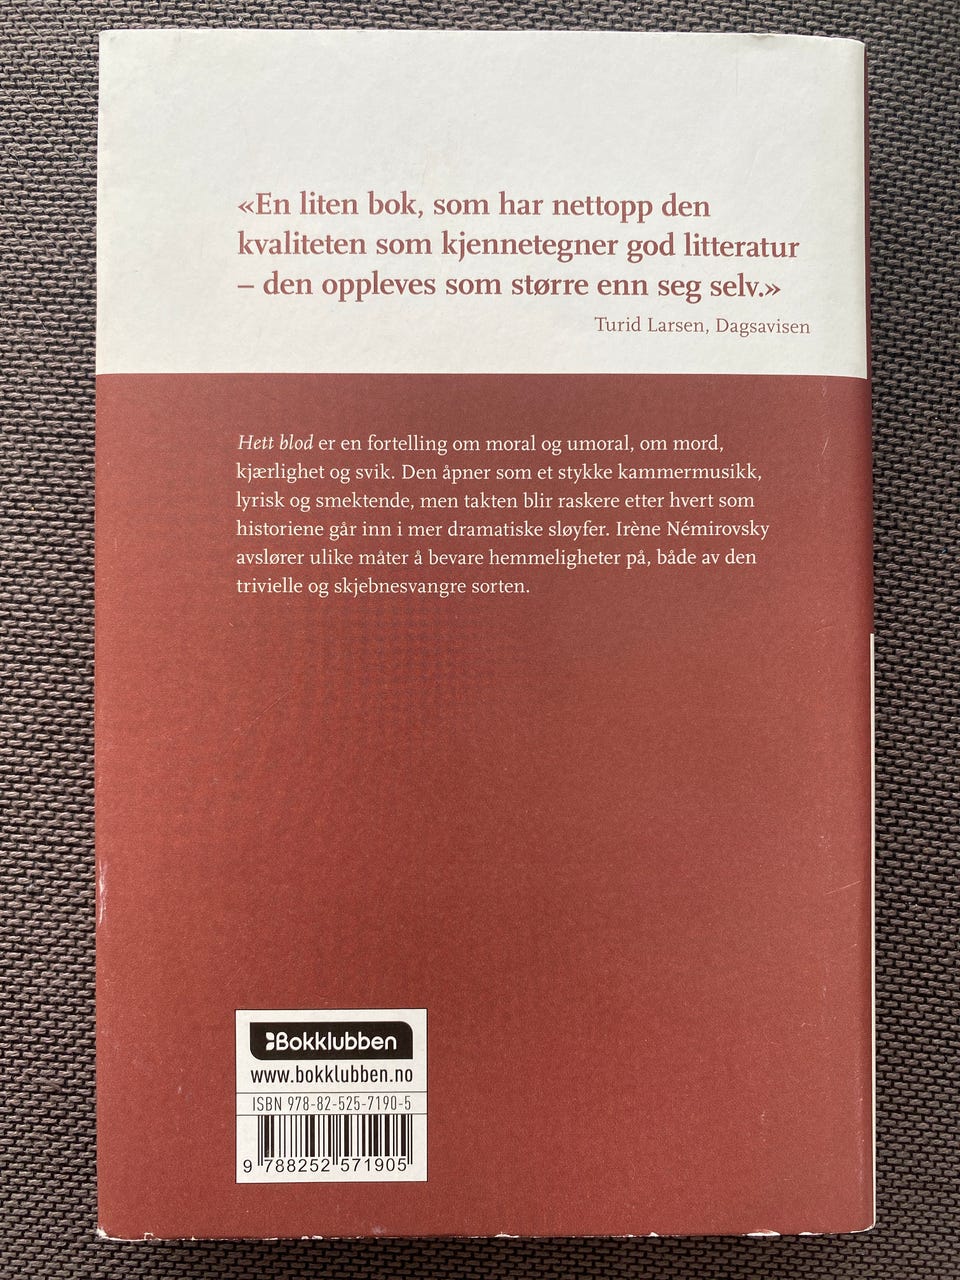 «En liten bok, som har nettopp den
kvaliteten som kjennetegner god litteratur
– den oppleves som større enn seg selv.»
Turid Larsen, Dagsavisen
Hett blod er en fortelling om moral og umoral, om mord,
kjærlighet og svik. Den åpner som et stykke kammermusikk,
lyrisk og smektende, men takten blir raskere etter hvert som
historiene går inn i mer dramatiske sløyfer. Irène Némirovsky
avslører ulike måter å bevare hemmeligheter på, både av den
trivielle og skjebnesvangre sorten.
Bokklubben
www.bokklubben.no
ISBN 978-82-525-7190-5
9 788252 571905